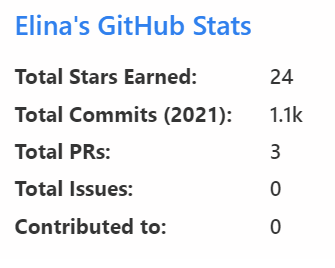 Elina's GitHub Stats
Total Stars Earned: 24
Total Commits (2021): 1.1k
Total PRs: 3
Total Issues: 0
Contributed to: 0